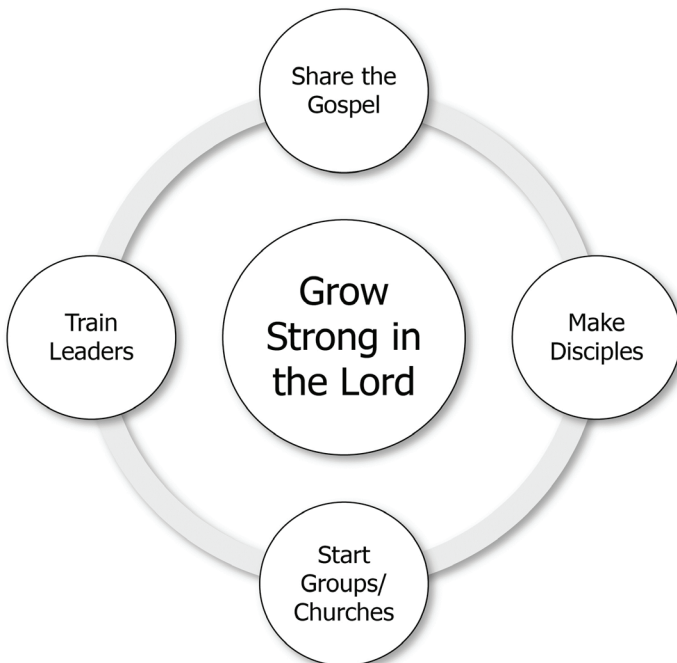 Share the
Gospel
Train
Leaders
Grow
Strong in
the Lord
Make
Disciples
Start
Groups/
Churches